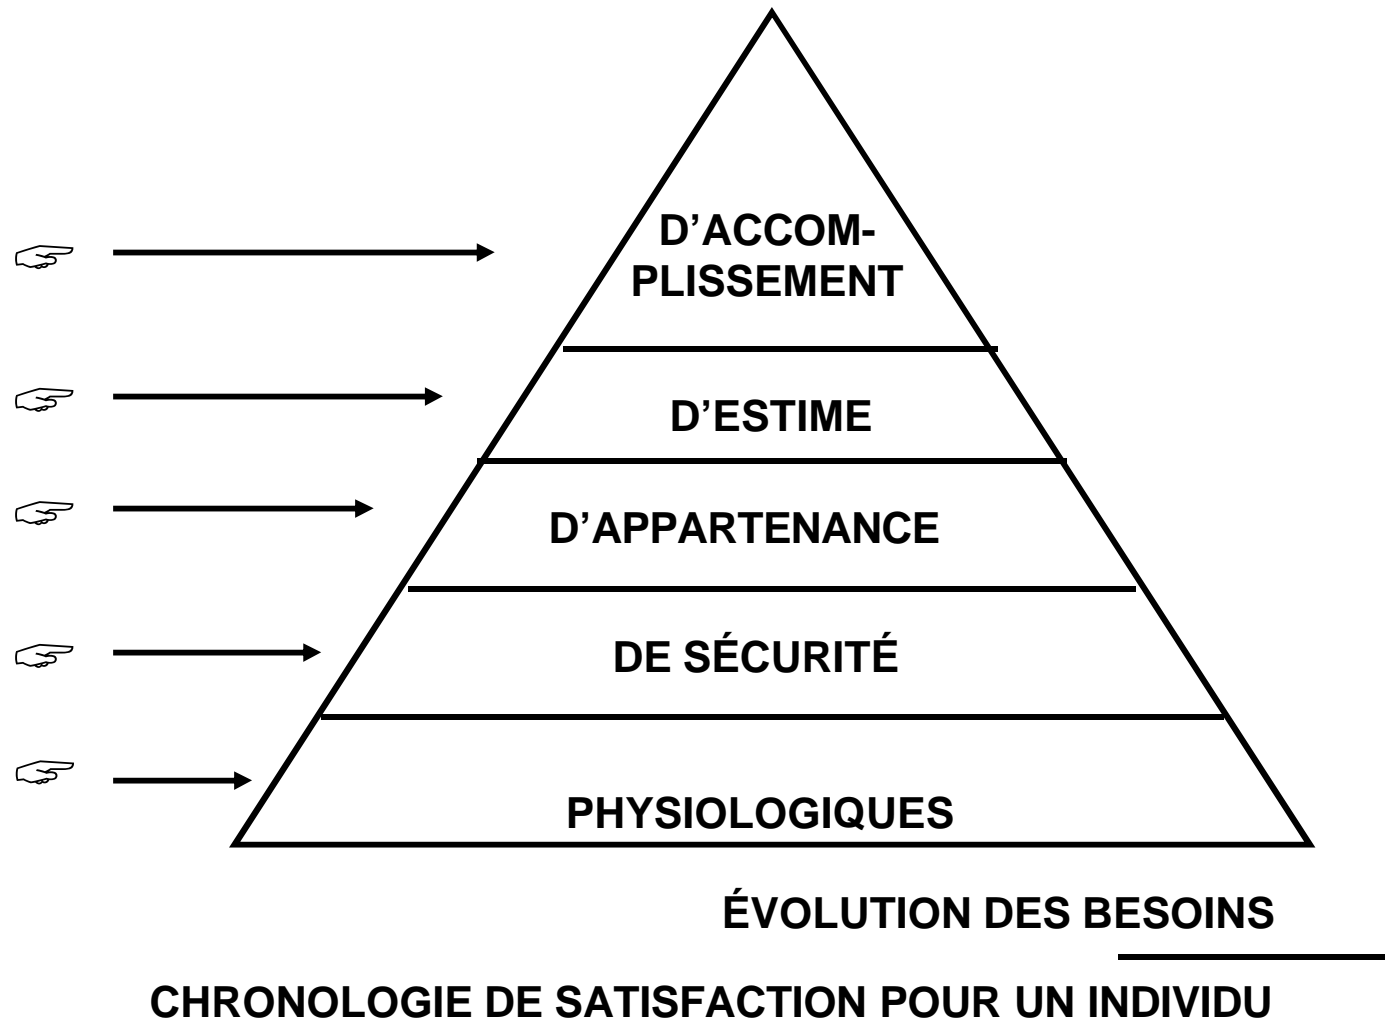 D’ACCOM-
PLISSEMENT
D’ESTIME
D’APPARTENANCE
DE SÉCURITÉ
PHYSIOLOGIQUES
ÉVOLUTION DES BESOINS
CHRONOLOGIE DE SATISFACTION POUR UN INDIVIDU